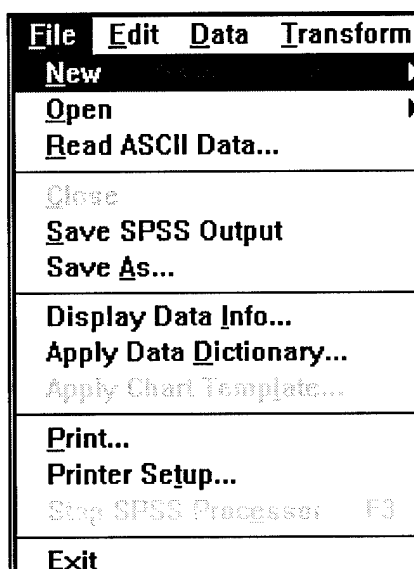 File Edit Data Transform
New
Open
Read ASCII Data...
Close
Save SPSS Output
Save As...
Display Data Info...
Apply Data Dictionary...
Apply Chart Template...
Print...
Printer Setup...
Stop SPSS Processor F3
Exit